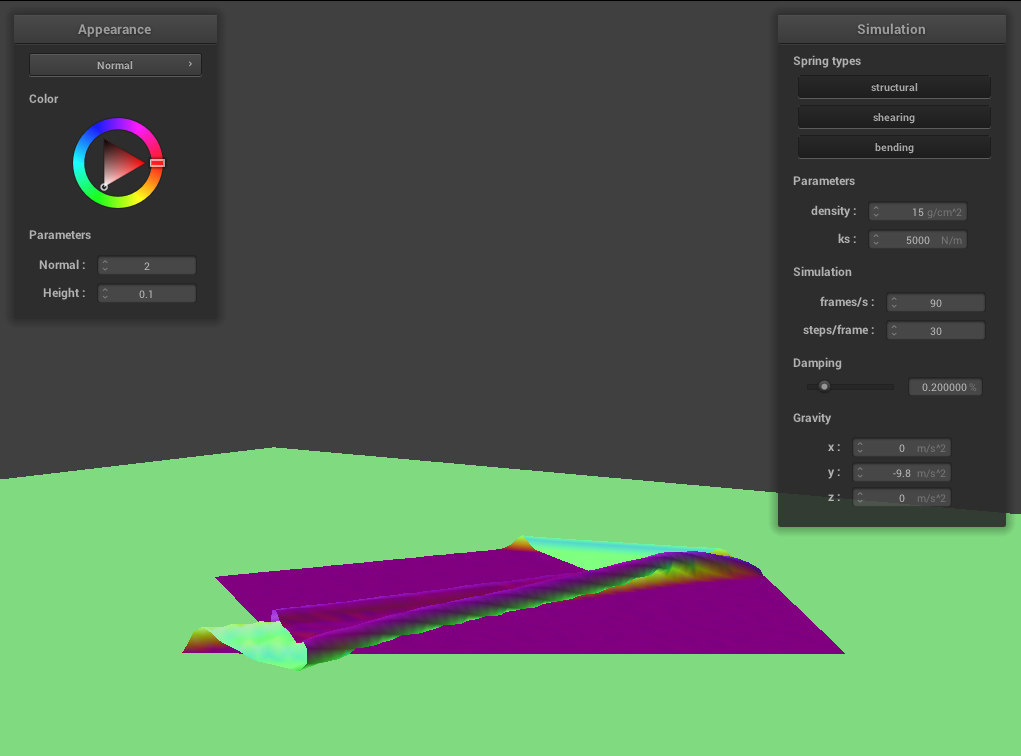 Appearance
Normal
Color
Parameters
Normal : 2
Height : 0.1
Simulation
Spring types
structural
shearing
bending
Parameters
density : 15 g/cm^2
ks : 5000 N/m
Simulation
frames/s : 90
steps/frame : 30
Damping
0.200000 %
Gravity
x : 0 m/s^2
y : -9.8 m/s^2
z : 0 m/s^2